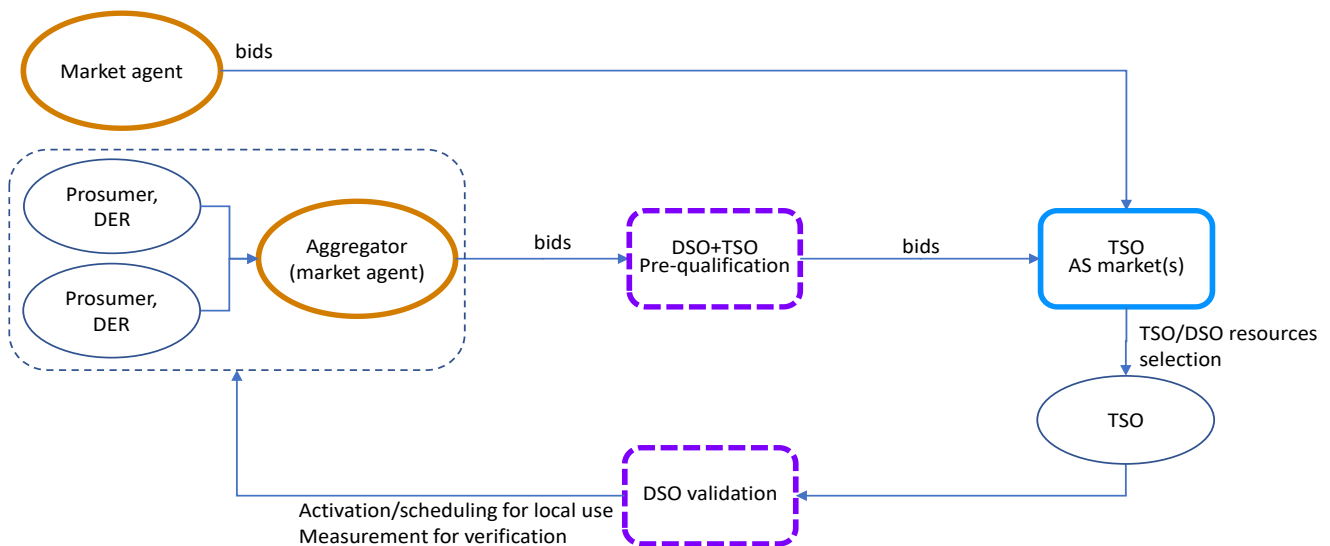 bids
Market agent
Prosumer,
DER
Aggregator
(market agent)
Prosumer,
DER
bids
DSO+TSO
Pre-qualification
bids
TSO
AS market(s)
TSO/DSO resources
selection
TSO
DSO validation
Activation/scheduling for local use
Measurement for verification